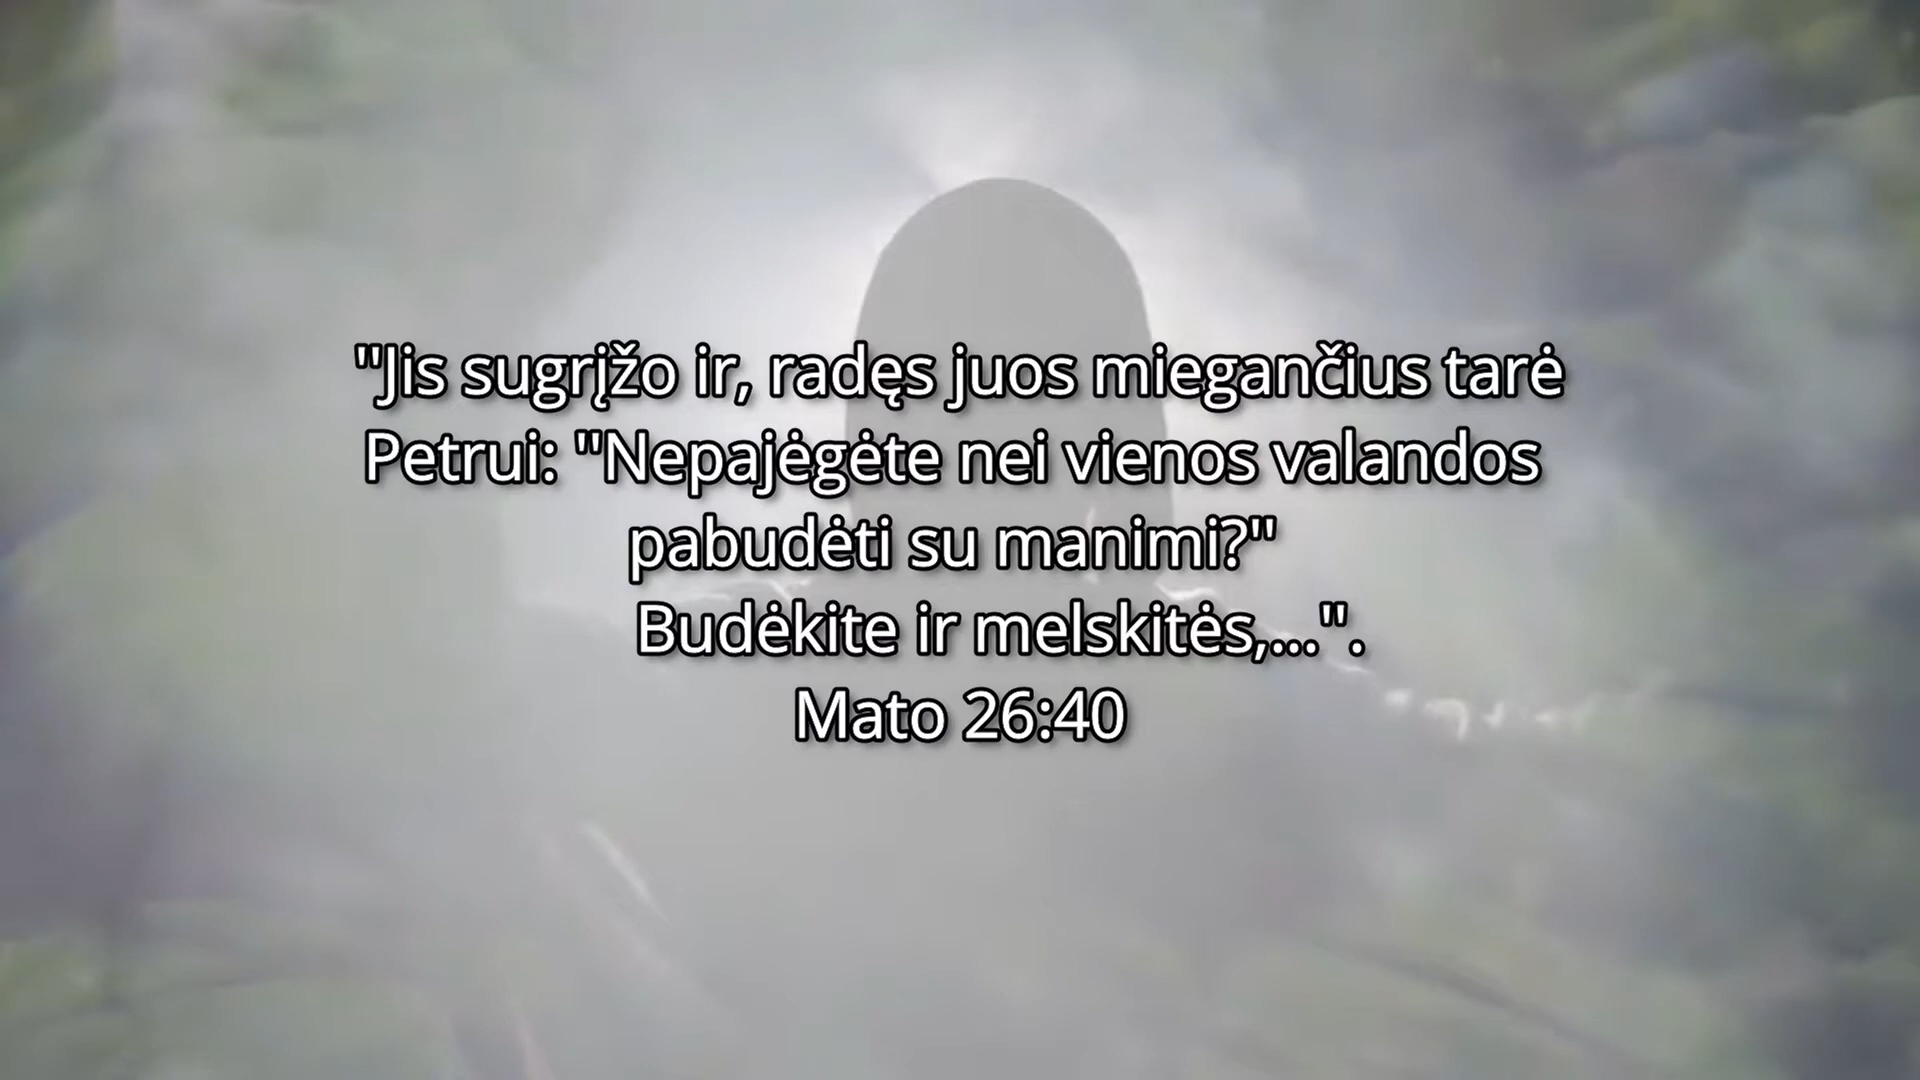 "Jis sugrįžo ir, radęs juos miegančius tarė
Petrui: "Nepajėgėte nei vienos valandos
pabudėti su manimi?"
Budėkite ir melskitės,...".
Mato 26:40